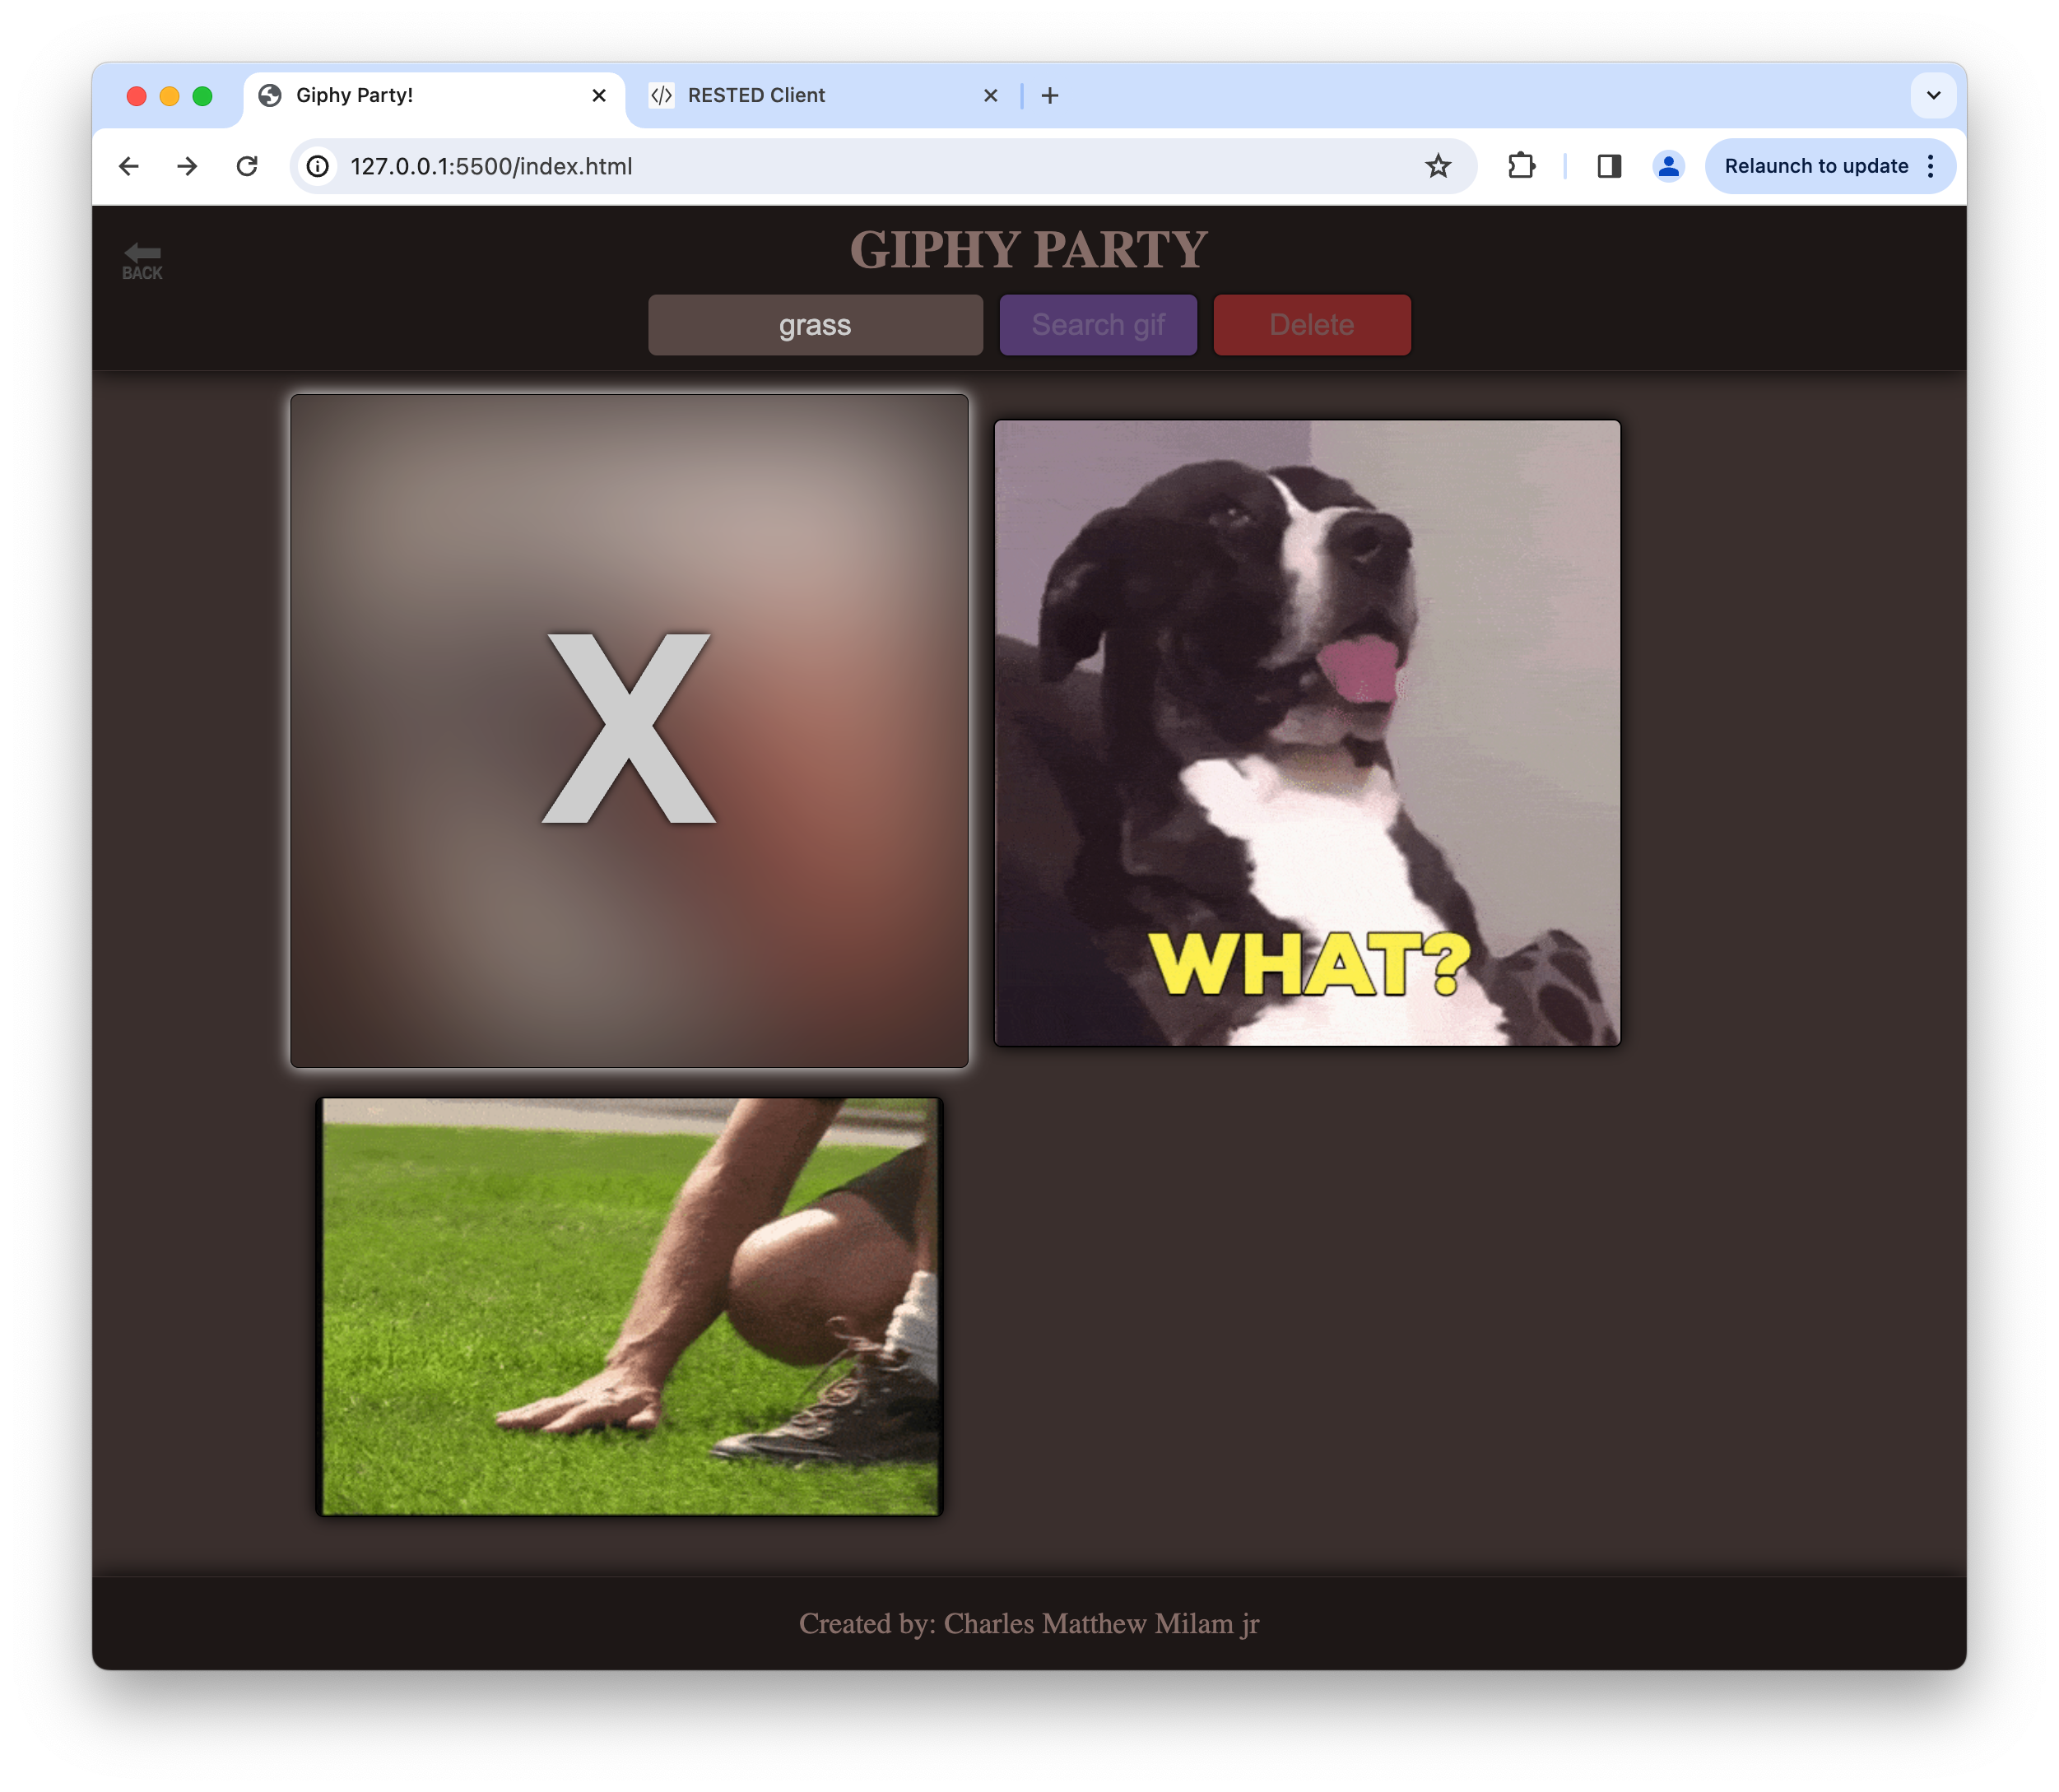 Giphy Party!
RESTED Client
127.0.0.1:5500/index.html
Relaunch to update
BACK
GIPHY PARTY
grass
Search gif
Delete
X
WHAT?
Created by: Charles Matthew Milam jr